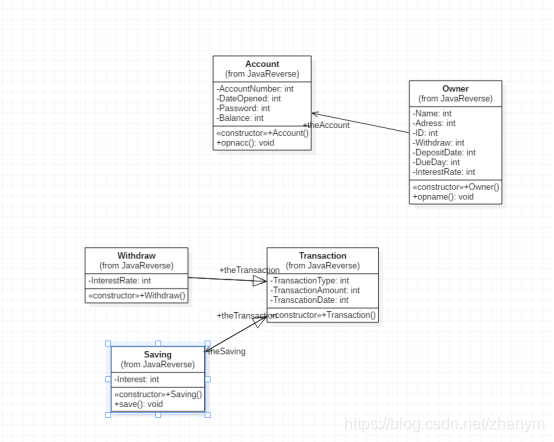 Account
(from JavaReverse)
-AccountNumber: int
-DateOpened: int
-Password: int
-Balance: int
«constructor»+Account()
+opnacc(): void
Owner
(from JavaReverse)
-Name: int
-Adress: int
-ID: int
-Withdraw: int
-DepositDate: int
-DueDay: int
-InterestRate: int
«constructor»+Owner()
+opname(): void
+theAccount
Withdraw
(from JavaReverse)
-InterestRate: int
«constructor»+Withdraw()
+theTransaction
Transaction
(from JavaReverse)
-TransactionType: int
-TransactionAmount: int
-TranscationDate: int
«constructor»+Transaction()
+theTransaction
+theSaving
Saving
(from JavaReverse)
-Interest: int
«constructor»+Saving()
+save(): void
https://blog.csdn.net/zhanym